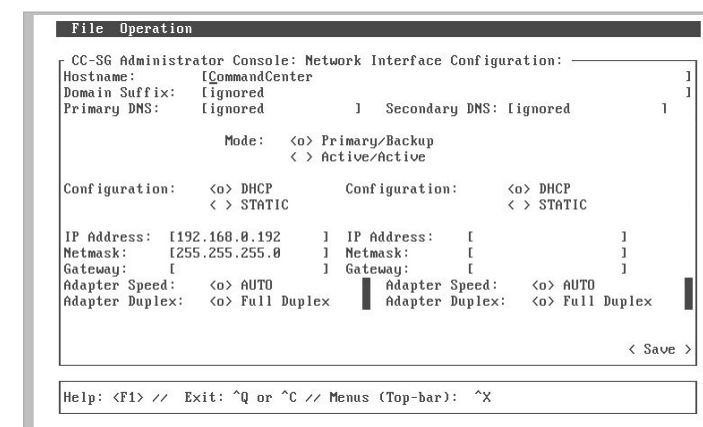 File Operation
CC-SG Administrator Console: Network Interface Configuration:
Hostname: [CommandCenter ]
Domain Suffix: [ignored ]
Primary DNS: [ignored ] Secondary DNS: [ignored ]
Mode: <o> Primary/Backup
< > Active/Active
Configuration: <o> DHCP Configuration: <o> DHCP
< > STATIC < > STATIC
IP Address: [192.168.0.192 ] IP Address: [ ]
Netmask: [255.255.255.0 ] Netmask: [ ]
Gateway: [ ] Gateway: [ ]
Adapter Speed: <o> AUTO Adapter Speed: <o> AUTO
Adapter Duplex: <o> Full Duplex Adapter Duplex: <o> Full Duplex
< Save >
Help: <F1> // Exit: ^Q or ^C // Menus (Top-bar): ^X